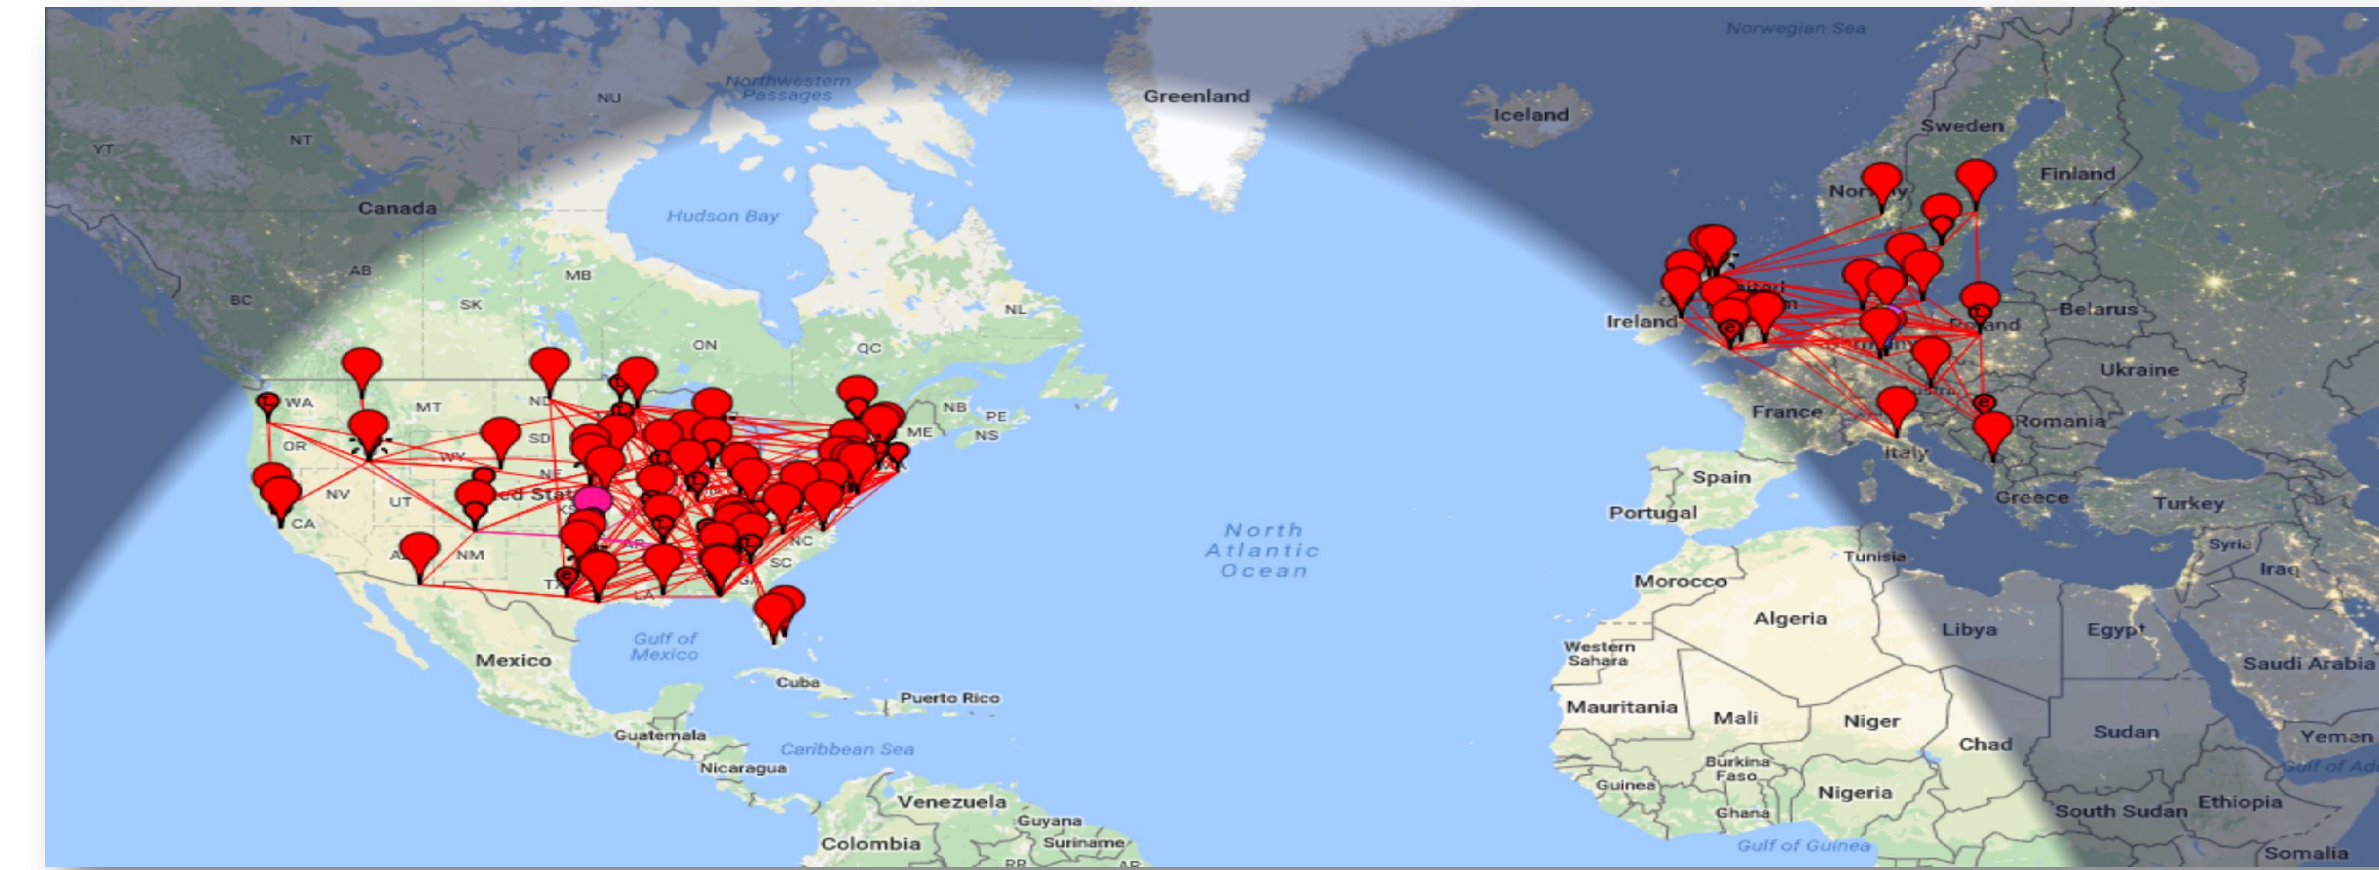 Norwegian Sea
Northwestern
Passages
NU
Greenland
Iceland
Sweden
NT
YT
Finland
Canada
Hudson Bay
AB
MB
BC
SK
NL
Belarus
Ireland
ON
QC
Ukraine
WA
MT
NB
PE
ME
NS
France
Romania
OR
SD
WY
Italy
NV
UT
Spain
Greece
Turkey
CA
Portugal
North
Atlantic
Ocean
NM
NC
SC
Tunisia
Syria
Iraq
Morocco
LA
Algeria
Libya
Egypt
Gulf of
Mexico
Mexico
Western
Sahara
Saudi Arabia
Cuba
Puerto Rico
Mauritania
Mali
Niger
Sudan
Yemen
Guatemala
Caribbean Sea
Chad
Nicaragua
Burkina
Faso
Guinea
Nigeria
Venezuela
Ethiopia
Ghana
South Sudan
Guyana
Suriname
Colombia
Gulf of Guinea
Somalia